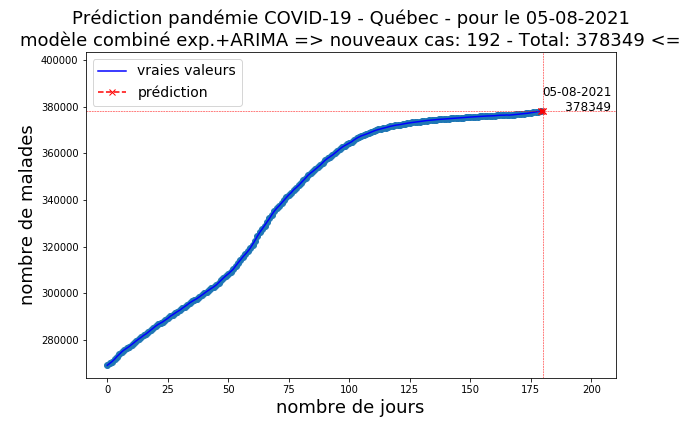 Prédiction pandémie COVID-19 - Québec - pour le 05-08-2021
modèle combiné exp.+ARIMA => nouveaux cas: 192 - Total: 378349 <=
400000
380000
360000
340000
320000
300000
280000
nombre de malades
vraies valeurs
prédiction
05-08-2021
378349
0 25 50 75 100 125 150 175 200
nombre de jours